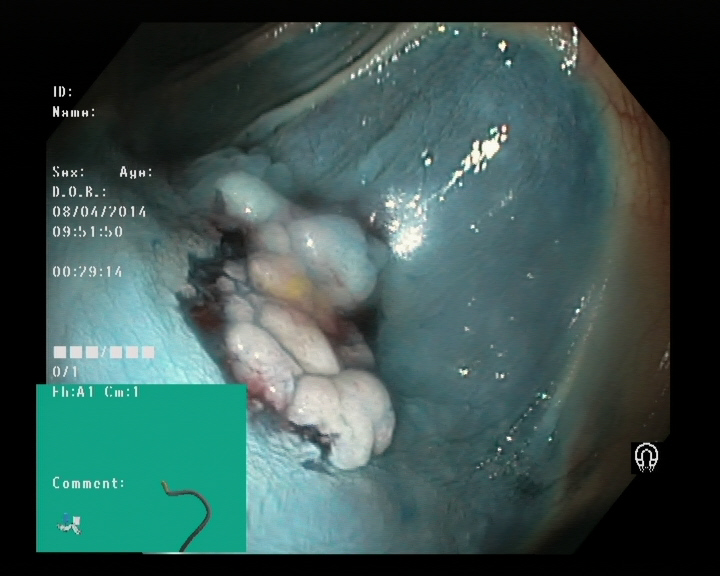 ID:
Name:
Sex: Age:
D.O.B.:
08/04/2014
09:51:50
00:29:14
■■■/■■■
0/1
Eh:A1 Cm:1
Comment: